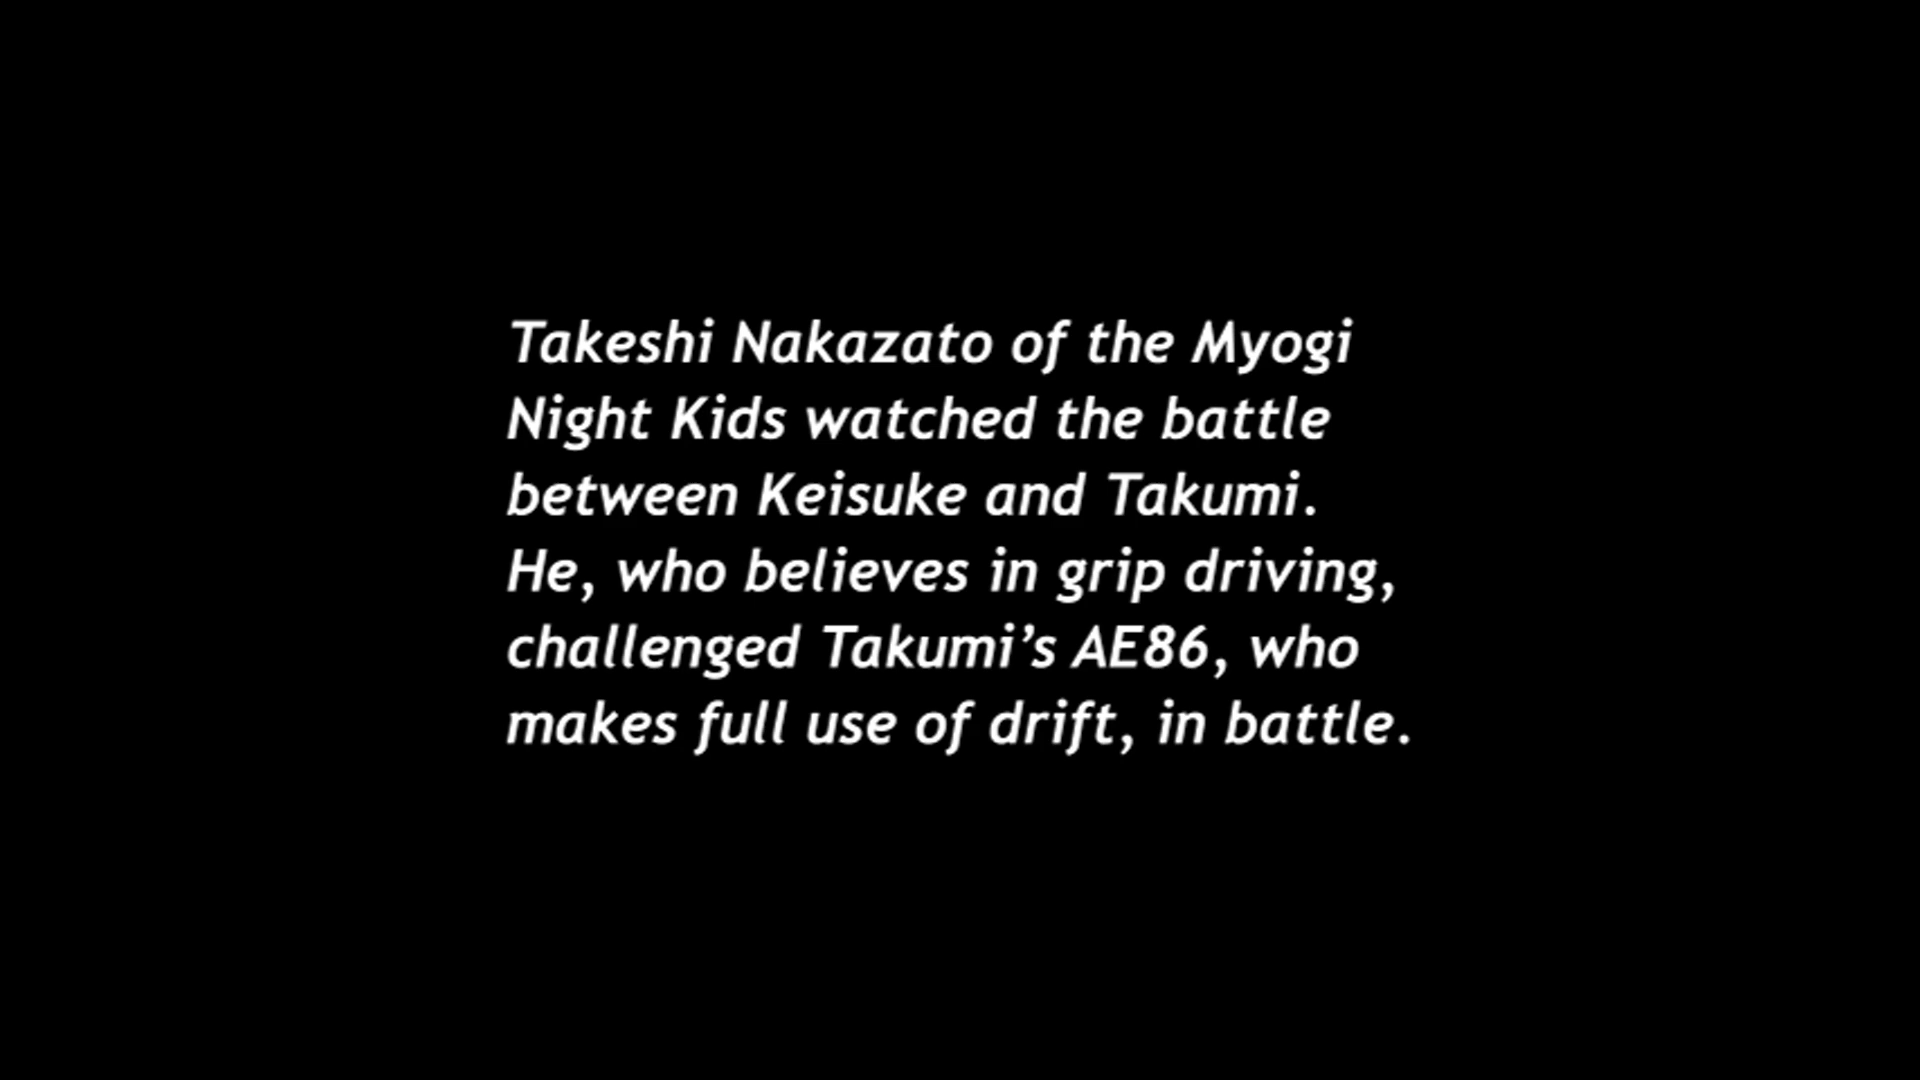 Takeshi Nakazato of the Myogi
Night Kids watched the battle
between Keisuke and Takumi.
He, who believes in grip driving,
challenged Takumi’s AE86, who
makes full use of drift, in battle.